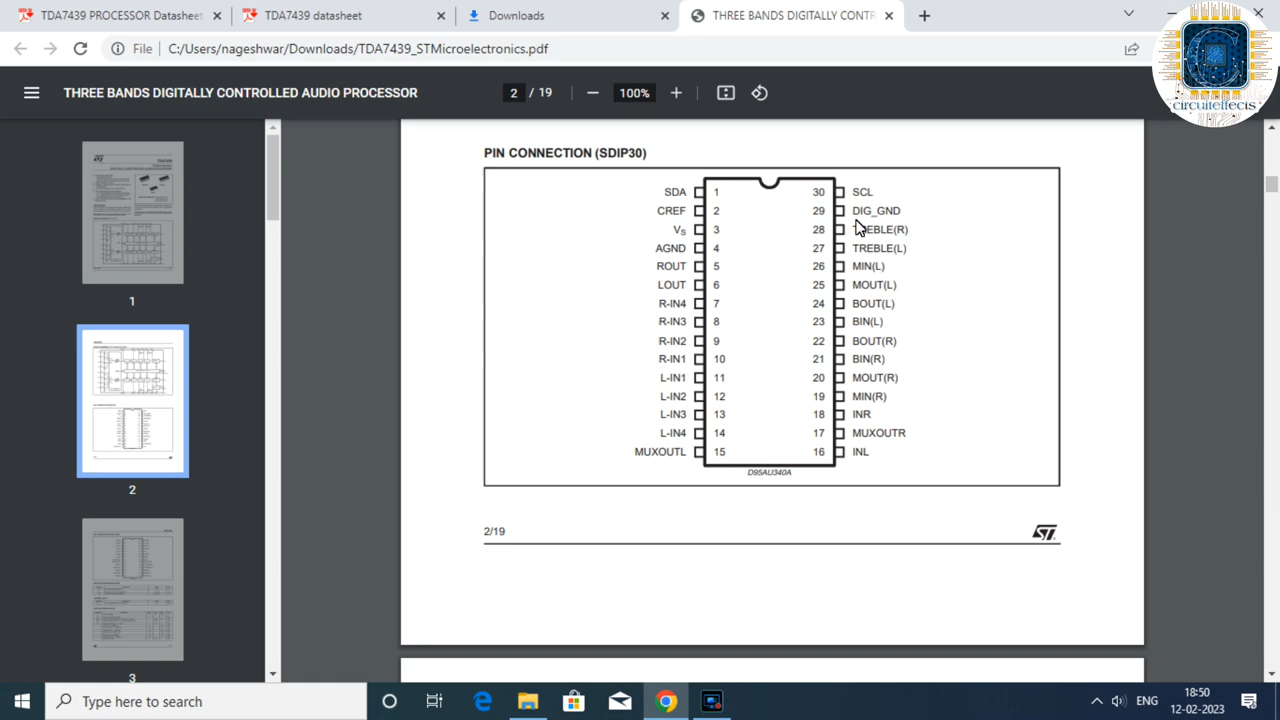 TDA7439 PROCESSOR Datasheet
TDA7439 datasheet
Downloads
THREE BANDS DIGITALLY CONTR
File
C:/Users/nageshwar/Downloads/TDA7439_STMicroelectronics.pdf
circuiteffects
THREE BANDS DIGITALLY CONTROLLED AUDIO PROCESSOR
2 / 19
100%
PIN CONNECTION (SDIP30)
SDA 1 30 SCL
CREF 2 29 DIG_GND
VS 3 28 TREBLE(R)
AGND 4 27 TREBLE(L)
ROUT 5 26 MIN(L)
LOUT 6 25 MOUT(L)
R-IN4 7 24 BOUT(L)
R-IN3 8 23 BIN(L)
R-IN2 9 22 BOUT(R)
R-IN1 10 21 BIN(R)
L-IN1 11 20 MOUT(R)
L-IN2 12 19 MIN(R)
L-IN3 13 18 INR
L-IN4 14 17 MUXOUTR
MUXOUTL 15 16 INL
D95AU340A
2/19
ST
1
2
3
Type here to search
ENG
18:50
12-02-2023